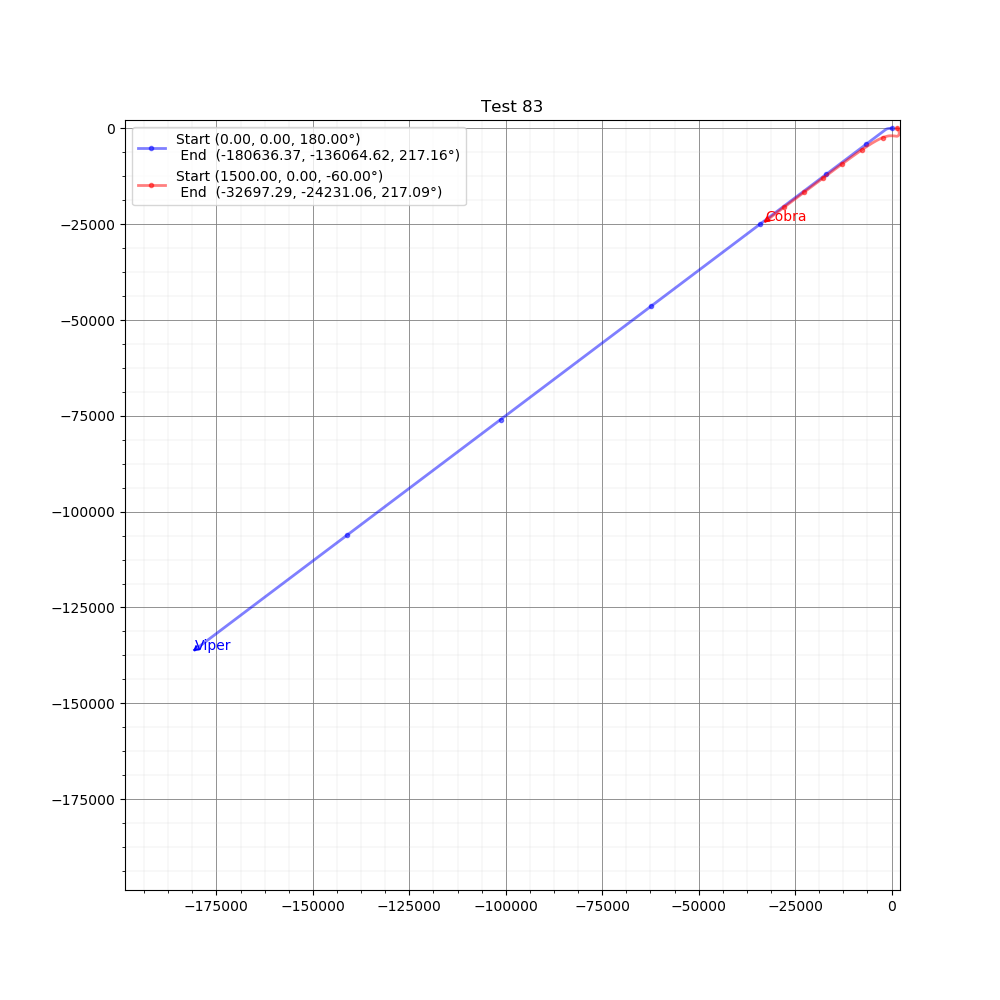 Test 83
Start (0.00, 0.00, 180.00°)
End (-180636.37, -136064.62, 217.16°)
Start (1500.00, 0.00, -60.00°)
End (-32697.29, -24231.06, 217.09°)
0
−25000
−50000
−75000
−100000
−125000
−150000
−175000
Cobra
Viper
−175000 −150000 −125000 −100000 −75000 −50000 −25000 0